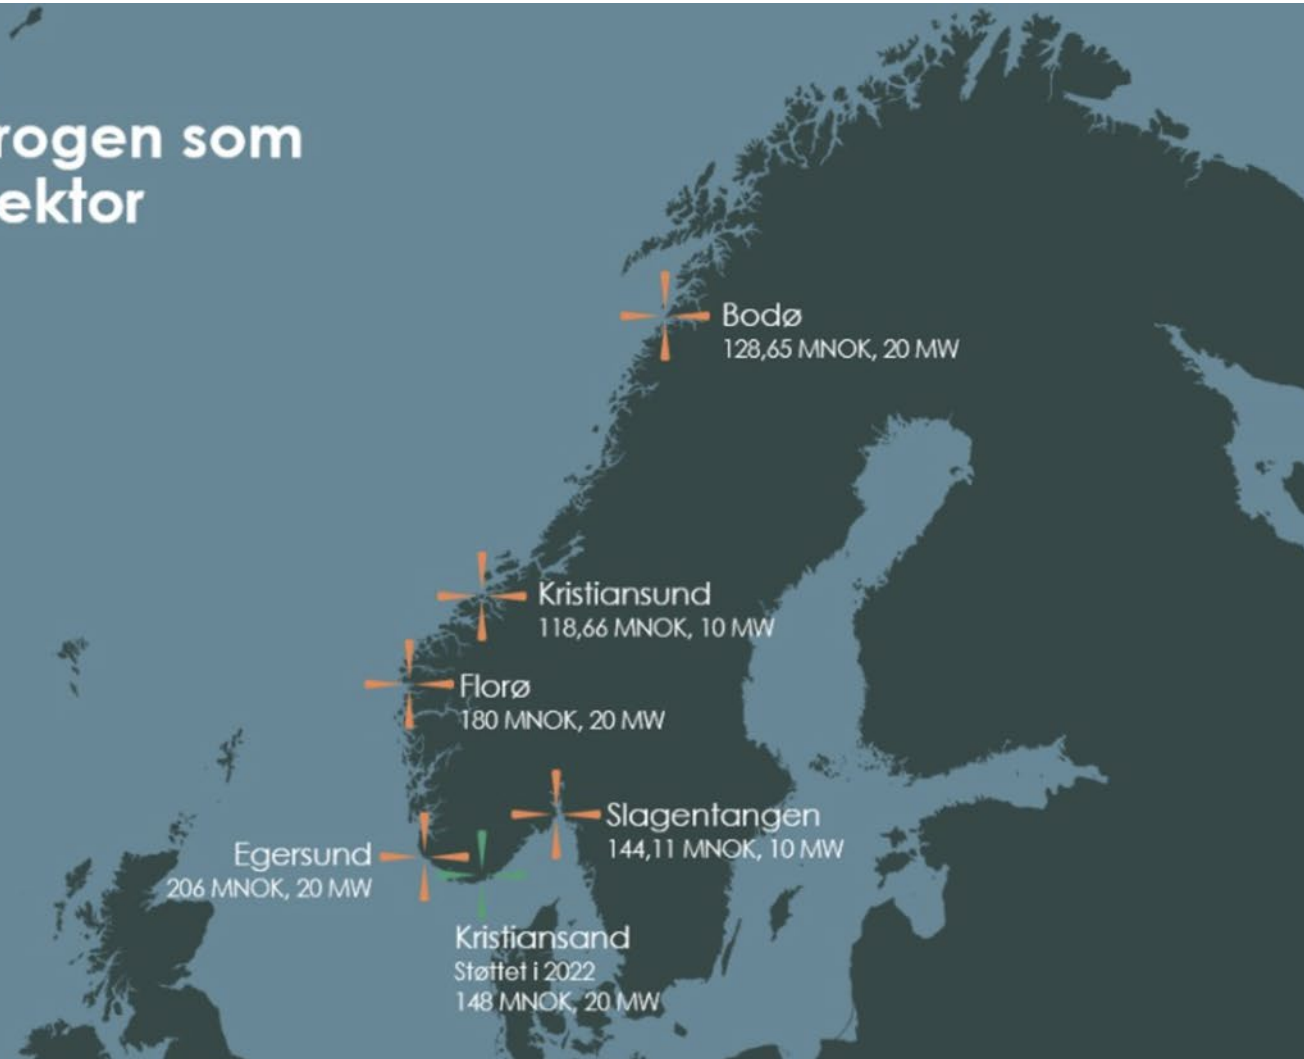 rogen som
ektor
Bodø
128,65 MNOK, 20 MW
Kristiansund
118,66 MNOK, 10 MW
Florø
180 MNOK, 20 MW
Slagentangen
144,11 MNOK, 10 MW
Egersund
206 MNOK, 20 MW
Kristiansand
Støttet i 2022
148 MNOK, 20 MW